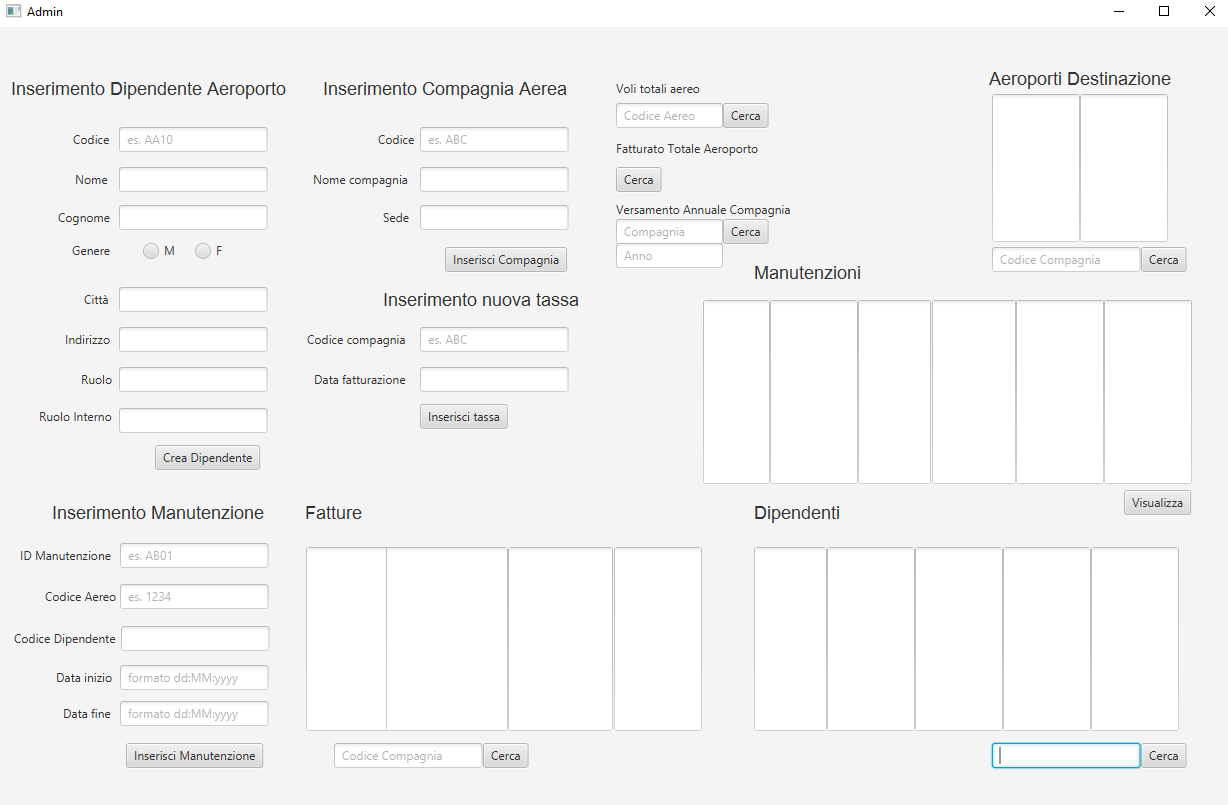 Admin
Inserimento Dipendente Aeroporto
Codice
es. AA10
Nome
Cognome
Genere
M
F
Città
Indirizzo
Ruolo
Ruolo Interno
Crea Dipendente
Inserimento Compagnia Aerea
Codice
es. ABC
Nome compagnia
Sede
Inserisci Compagnia
Inserimento nuova tassa
Codice compagnia
es. ABC
Data fatturazione
Inserisci tassa
Voli totali aereo
Codice Aereo
Cerca
Fatturato Totale Aeroporto
Cerca
Versamento Annuale Compagnia
Compagnia
Cerca
Anno
Aeroporti Destinazione
Codice Compagnia
Cerca
Manutenzioni
Visualizza
Inserimento Manutenzione
ID Manutenzione
es. AB01
Codice Aereo
es. 1234
Codice Dipendente
Data inizio
formato dd:MM:yyyy
Data fine
formato dd:MM:yyyy
Inserisci Manutenzione
Fatture
Codice Compagnia
Cerca
Dipendenti
Cerca